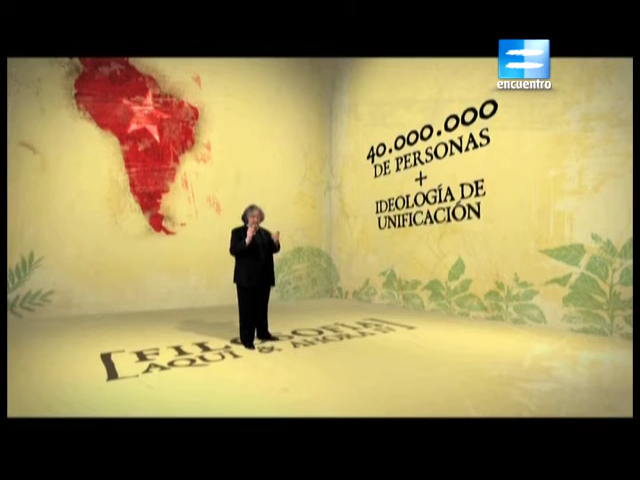 encuentro
40.000.000
DE PERSONAS
+
IDEOLOGÍA DE
UNIFICACIÓN
[FILOSOFÍA
AQUÍ & AHORA]